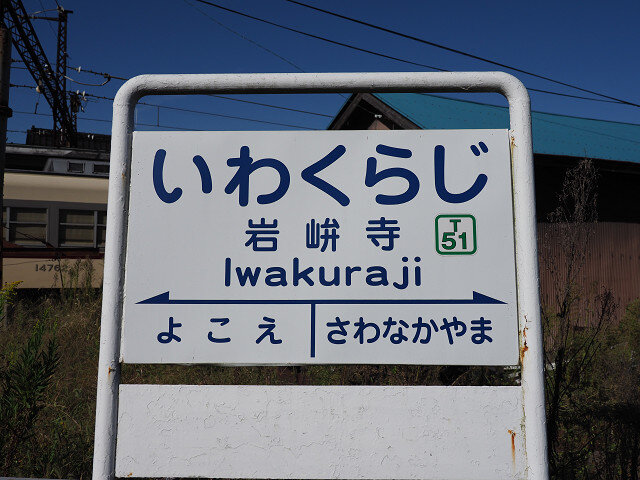 いわくらじ
岩峅寺
T
51
Iwakuraji
よこえ さわなかやま